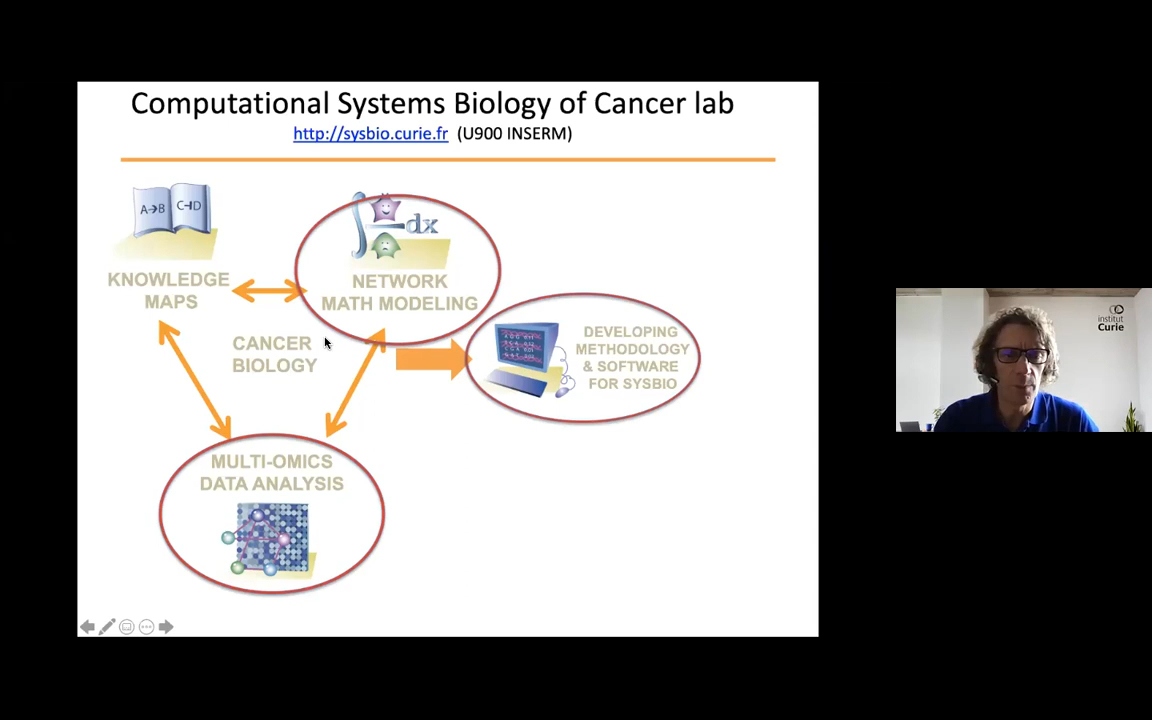 Computational Systems Biology of Cancer lab
http://sysbio.curie.fr (U900 INSERM)
A→B C⊣D
dx
KNOWLEDGE
MAPS
NETWORK
MATH MODELING
CANCER
BIOLOGY
DEVELOPING
METHODOLOGY
& SOFTWARE
FOR SYSBIO
MULTI-OMICS
DATA ANALYSIS
institut
Curie